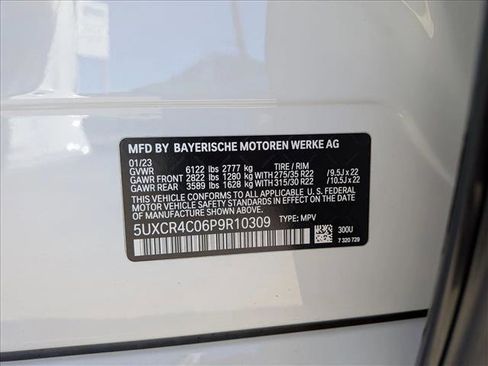 MFD BY BAYERISCHE MOTOREN WERKE AG
01/23 TIRE / RIM
GVWR 6122 lbs 2777 kg
GAWR FRONT 2822 lbs 1280 kg WITH 275/35 R22 /9.5J x 22
GAWR REAR 3589 lbs 1628 kg WITH 315/30 R22 /10.5J x 22
THIS VEHICLE CONFORMS TO ALL APPLICABLE U. S. FEDERAL
MOTOR VEHICLE SAFETY STANDARDS IN EFFECT ON THE
DATE OF MANUFACTURE SHOWN ABOVE.
5UXCR4C06P9R10309 TYPE: MPV
300U
7 320 729